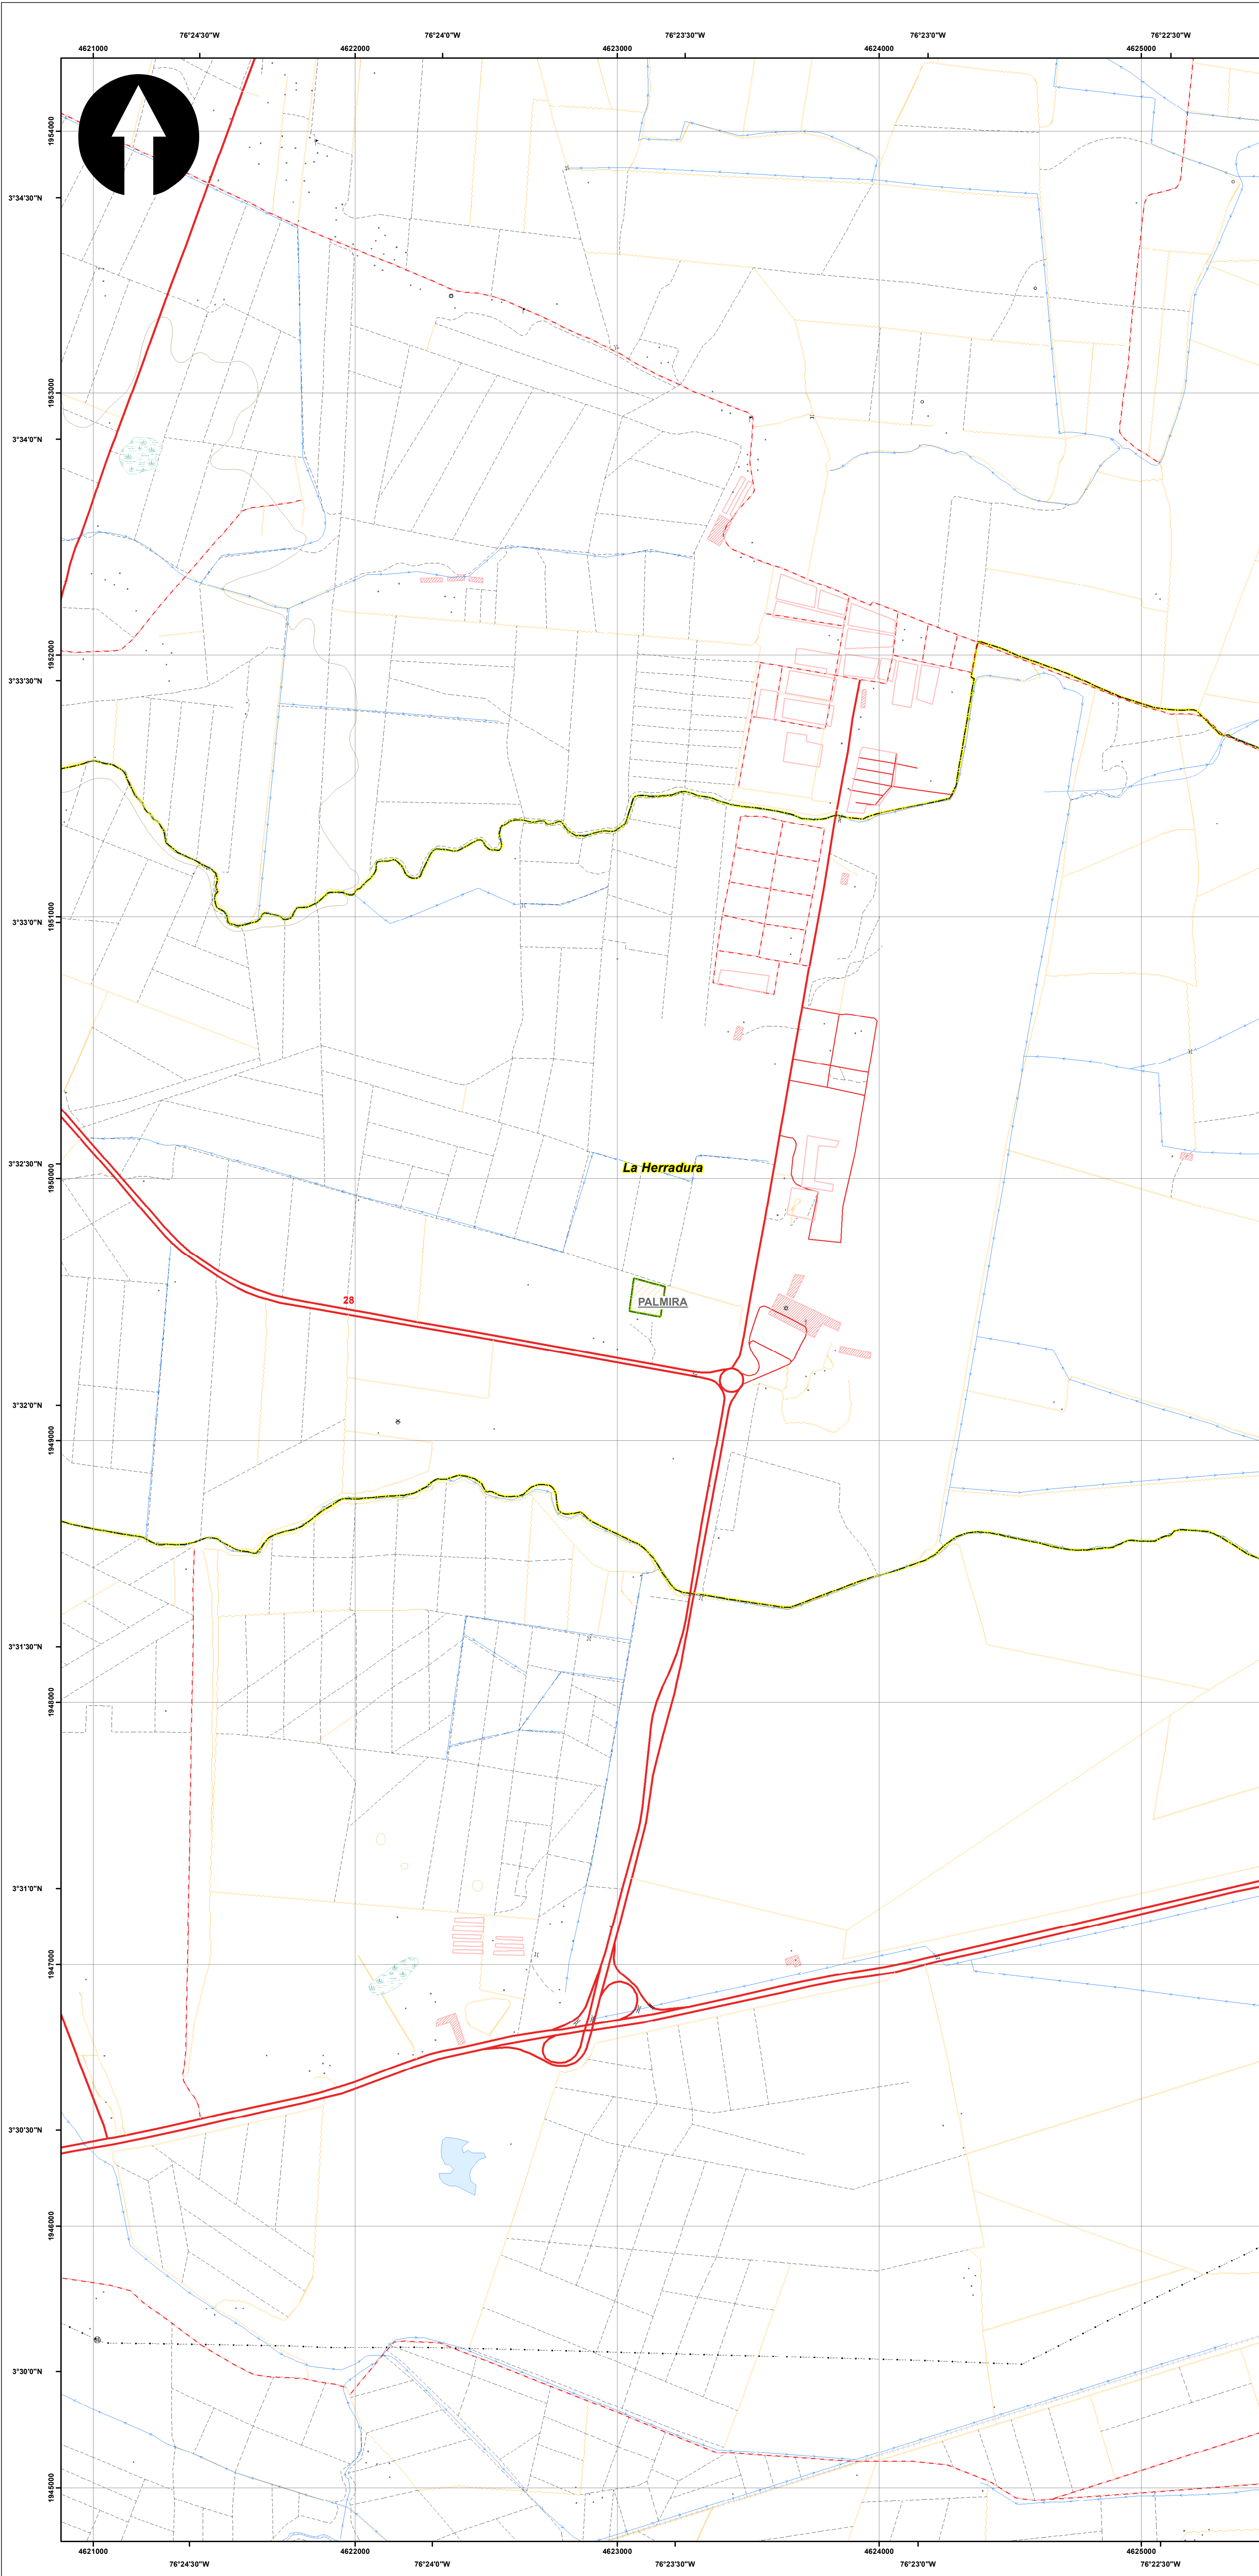 76°24'30"W 76°24'0"W 76°23'30"W 76°23'0"W 76°22'30"W
4621000 4622000 4623000 4624000 4625000
1954000
3°34'30"N
1953000
3°34'0"N
1952000
3°33'30"N
1951000
3°33'0"N
3°32'30"N
La Herradura
1950000
28
PALMIRA
3°32'0"N
1949000
3°31'30"N
1948000
3°31'0"N
1947000
3°30'30"N
1946000
3°30'0"N
1945000
4621000 4622000 4623000 4624000 4625000
76°24'30"W 76°24'0"W 76°23'30"W 76°23'0"W 76°22'30"W